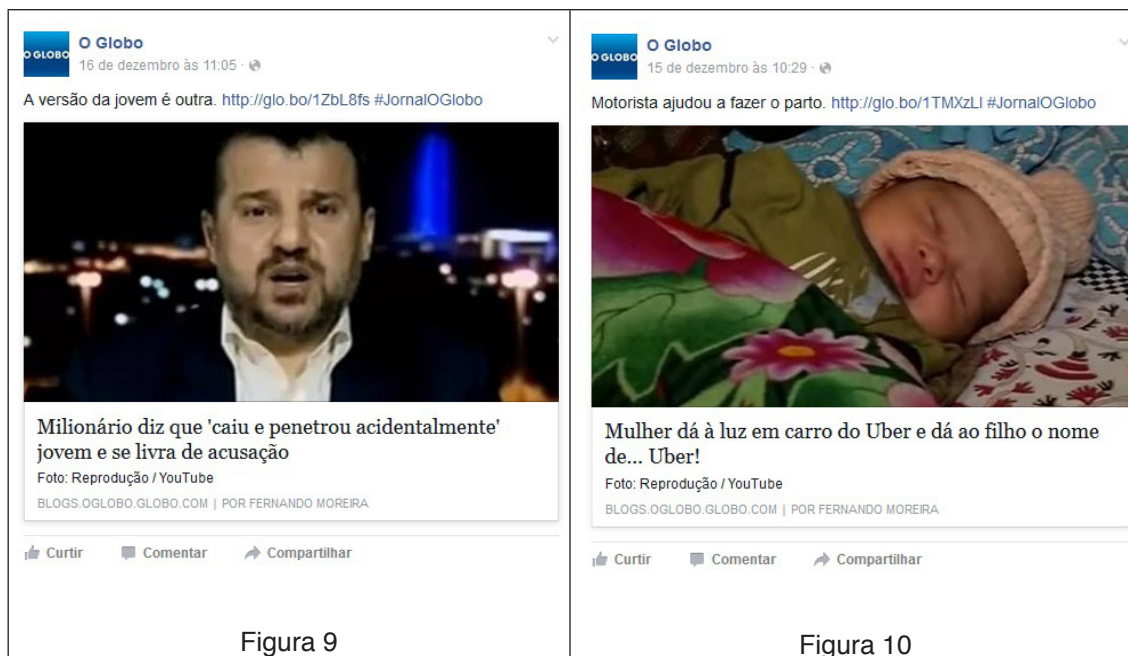 O GLOBO
O Globo
16 de dezembro às 11:05 ·
A versão da jovem é outra. http://glo.bo/1ZbL8fs #JornalOGlobo
Milionário diz que 'caiu e penetrou acidentalmente'
jovem e se livra de acusação
Foto: Reprodução / YouTube
BLOGS.OGLOBO.GLOBO.COM | POR FERNANDO MOREIRA
Curtir Comentar Compartilhar
Figura 9
O GLOBO
O Globo
15 de dezembro às 10:29 ·
Motorista ajudou a fazer o parto. http://glo.bo/1TMXzLl #JornalOGlobo
Mulher dá à luz em carro do Uber e dá ao filho o nome
de... Uber!
Foto: Reprodução / YouTube
BLOGS.OGLOBO.GLOBO.COM | POR FERNANDO MOREIRA
Curtir Comentar Compartilhar
Figura 10